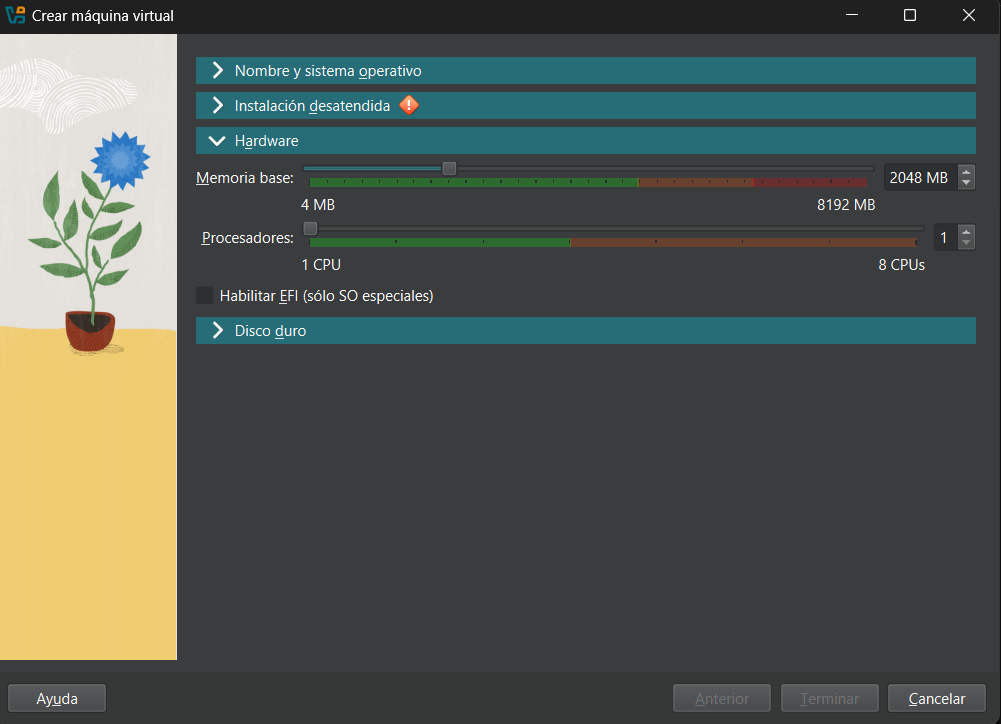 Crear máquina virtual
Nombre y sistema operativo
Instalación desatendida
Hardware
Memoria base: 2048 MB
4 MB 8192 MB
Procesadores: 1
1 CPU 8 CPUs
Habilitar EFI (sólo SO especiales)
Disco duro
Ayuda Anterior Terminar Cancelar